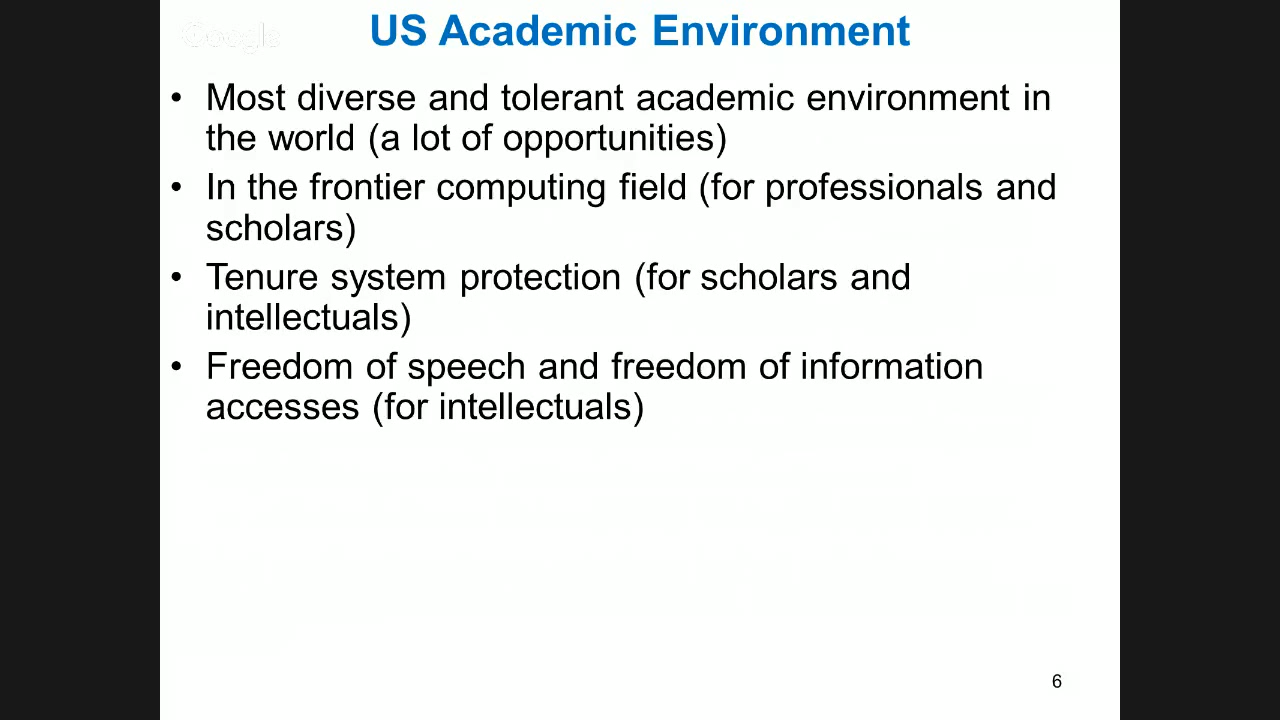 Google
US Academic Environment
• Most diverse and tolerant academic environment in
the world (a lot of opportunities)
• In the frontier computing field (for professionals and
scholars)
• Tenure system protection (for scholars and
intellectuals)
• Freedom of speech and freedom of information
accesses (for intellectuals)
6